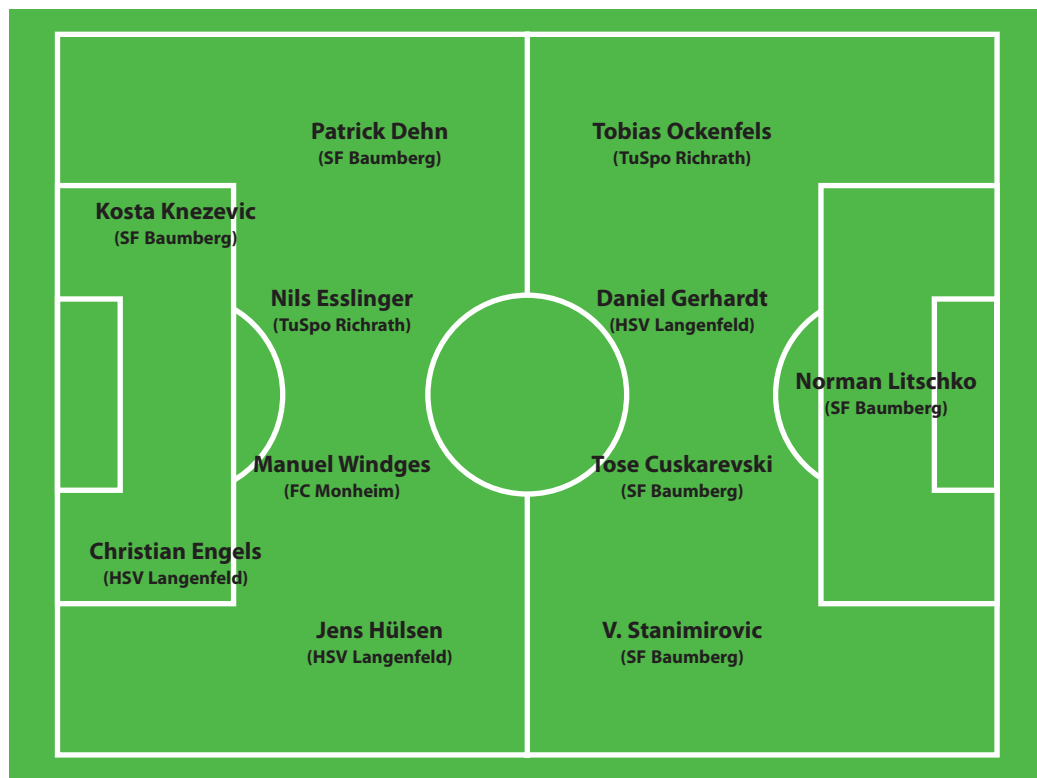 Patrick Dehn
(SF Baumberg)
Tobias Ockenfels
(TuSpo Richrath)
Kosta Knezevic
(SF Baumberg)
Nils Esslinger
(TuSpo Richrath)
Daniel Gerhardt
(HSV Langenfeld)
Norman Litschko
(SF Baumberg)
Manuel Windges
(FC Monheim)
Tose Cuskarevski
(SF Baumberg)
Christian Engels
(HSV Langenfeld)
Jens Hülsen
(HSV Langenfeld)
V. Stanimirovic
(SF Baumberg)